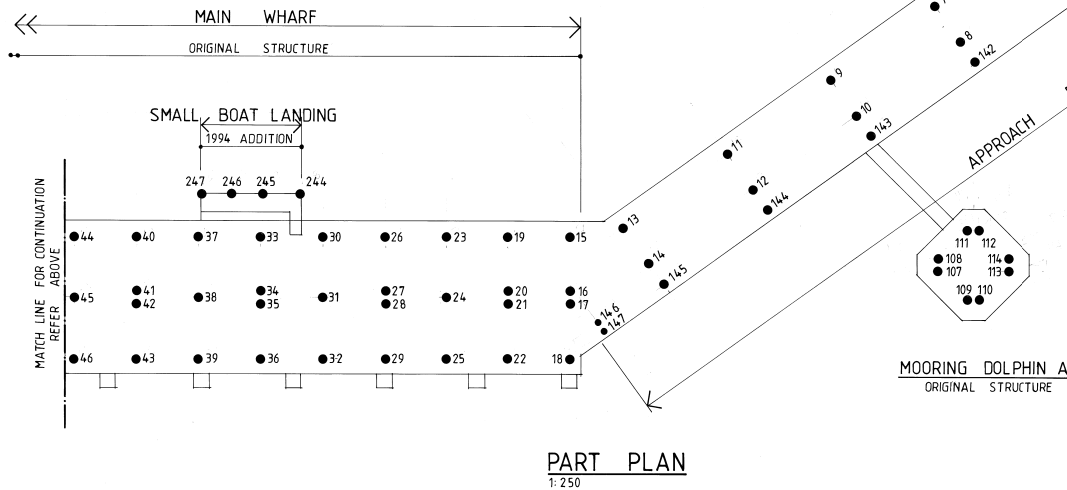 MAIN WHARF
ORIGINAL STRUCTURE
SMALL BOAT LANDING
1994 ADDITION
247 246 245 244
MATCH LINE FOR CONTINUATION
REFER ABOVE
44 40 37 33 30 26 23 19 15
41 34 27 20 16
45 38 31 24
42 35 28 21 17
46 43 39 36 32 29 25 22 18
13
14
145
146
147
11
12
144
9
10
143
8
142
APPROACH
111 112
108 114
107 113
109 110
MOORING DOLPHIN A
ORIGINAL STRUCTURE
PART PLAN
1:250